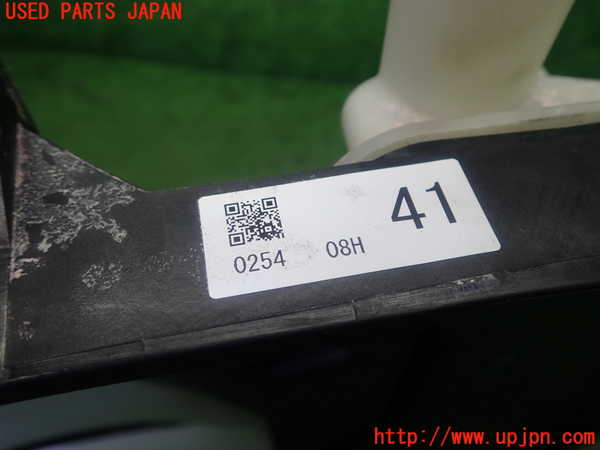 USED PARTS JAPAN
41
0254 08H
http://www.upjpn.com